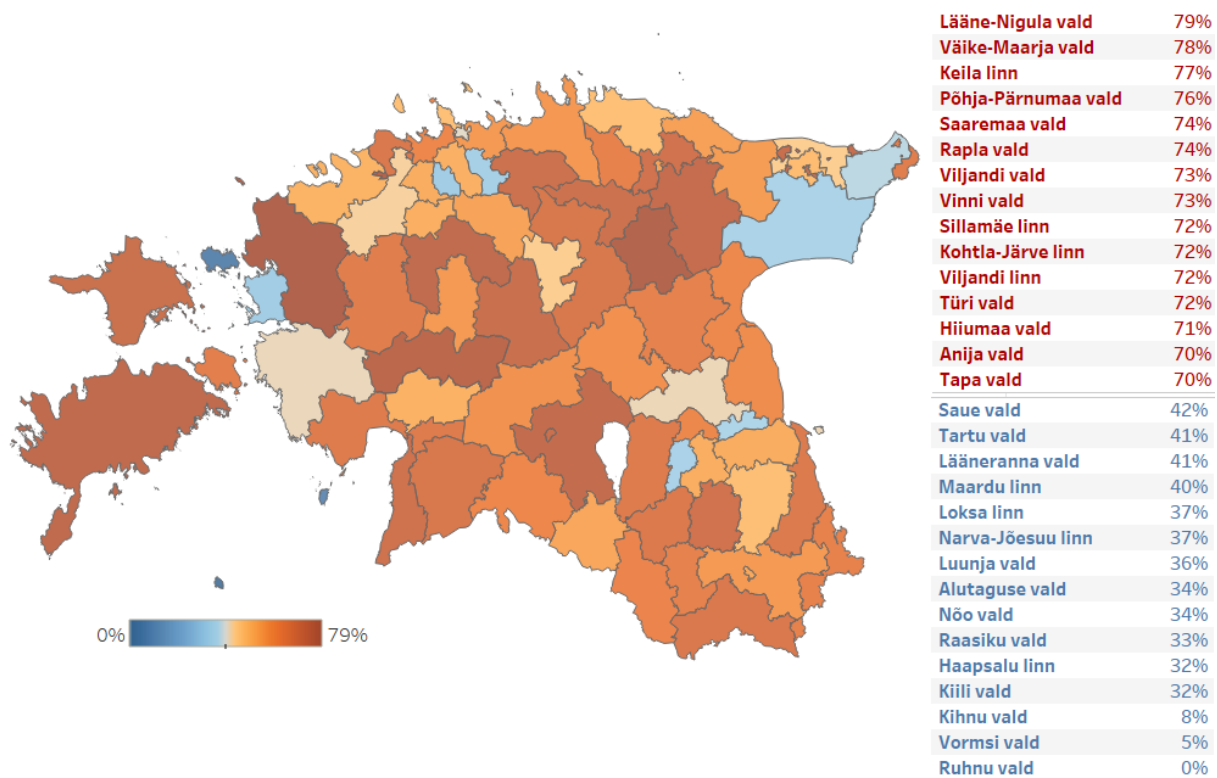 Lääne-Nigula vald 79%
Väike-Maarja vald 78%
Keila linn 77%
Põhja-Pärnumaa vald 76%
Saaremaa vald 74%
Rapla vald 74%
Viljandi vald 73%
Vinni vald 73%
Sillamäe linn 72%
Kohtla-Järve linn 72%
Viljandi linn 72%
Türi vald 72%
Hiiumaa vald 71%
Anija vald 70%
Tapa vald 70%
Saue vald 42%
Tartu vald 41%
Lääneranna vald 41%
Maardu linn 40%
Loksa linn 37%
Narva-Jõesuu linn 37%
Luunja vald 36%
Alutaguse vald 34%
Nõo vald 34%
Raasiku vald 33%
Haapsalu linn 32%
Kiili vald 32%
Kihnu vald 8%
Vormsi vald 5%
Ruhnu vald 0%
0% 79%